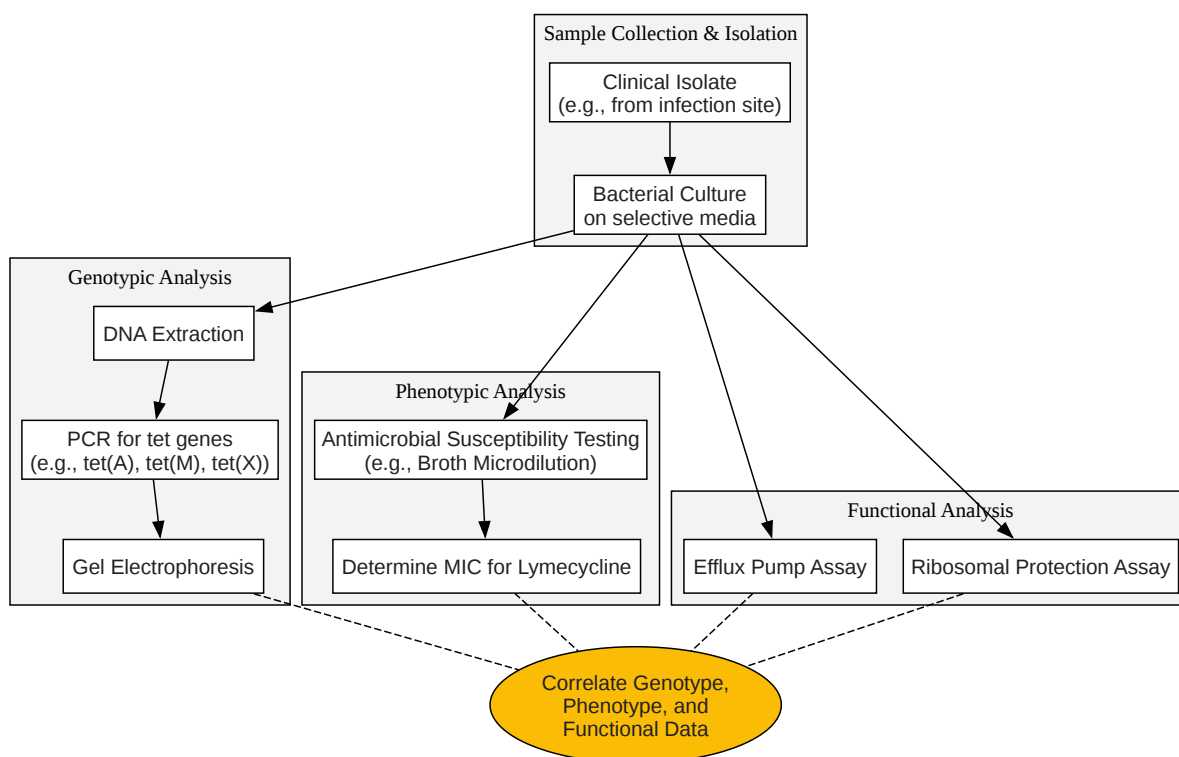 Sample Collection & Isolation
Clinical Isolate
(e.g., from infection site)
Bacterial Culture
on selective media
Genotypic Analysis
DNA Extraction
PCR for tet genes
(e.g., tet(A), tet(M), tet(X))
Gel Electrophoresis
Phenotypic Analysis
Antimicrobial Susceptibility Testing
(e.g., Broth Microdilution)
Determine MIC for Lymecycline
Functional Analysis
Efflux Pump Assay
Ribosomal Protection Assay
Correlate Genotype,
Phenotype, and
Functional Data